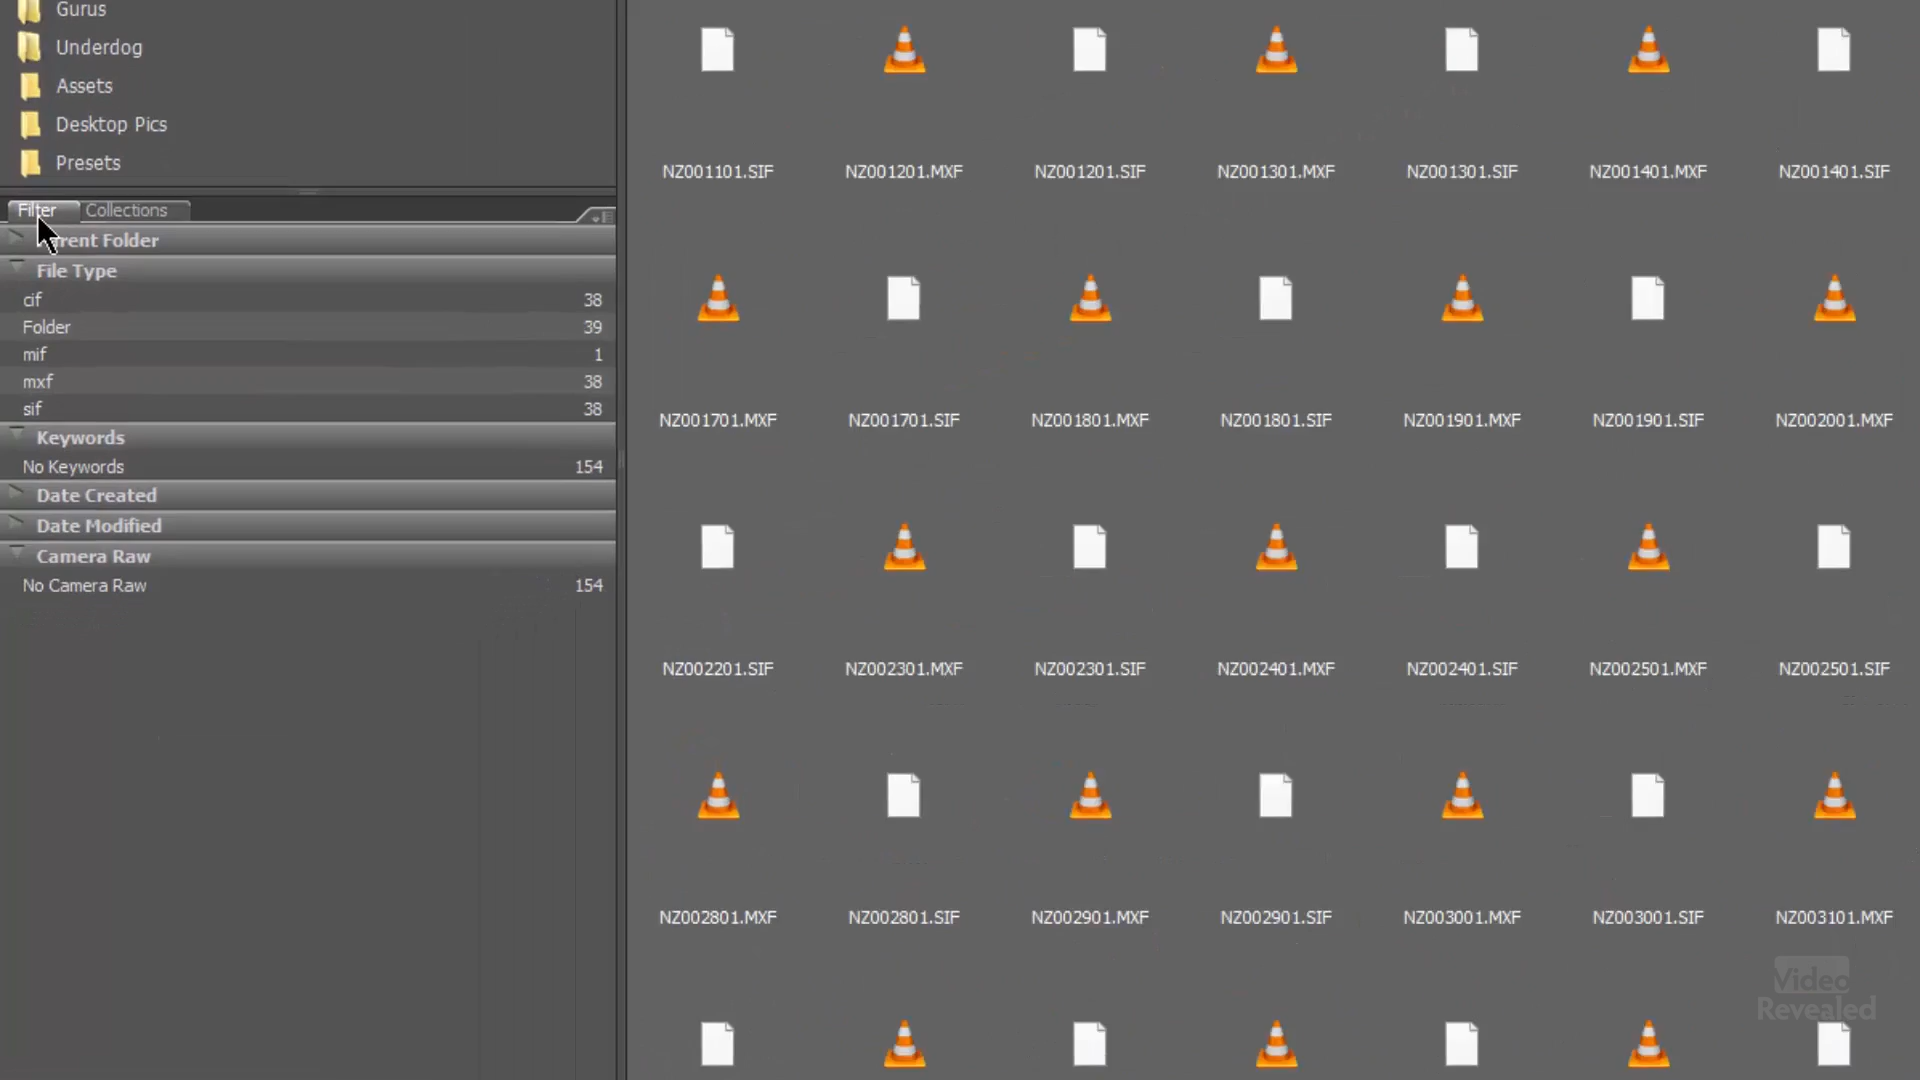 Gurus
Underdog
Assets
Desktop Pics
Presets
Filter Collections
rent Folder
File Type
cif 38
Folder 39
mif 1
mxf 38
sif 38
Keywords
No Keywords 154
Date Created
Date Modified
Camera Raw
No Camera Raw 154
NZ001101.SIF NZ001201.MXF NZ001201.SIF NZ001301.MXF NZ001301.SIF NZ001401.MXF NZ001401.SIF
NZ001701.MXF NZ001701.SIF NZ001801.MXF NZ001801.SIF NZ001901.MXF NZ001901.SIF NZ002001.MXF
NZ002201.SIF NZ002301.MXF NZ002301.SIF NZ002401.MXF NZ002401.SIF NZ002501.MXF NZ002501.SIF
NZ002801.MXF NZ002801.SIF NZ002901.MXF NZ002901.SIF NZ003001.MXF NZ003001.SIF NZ003101.MXF
Video
Revealed